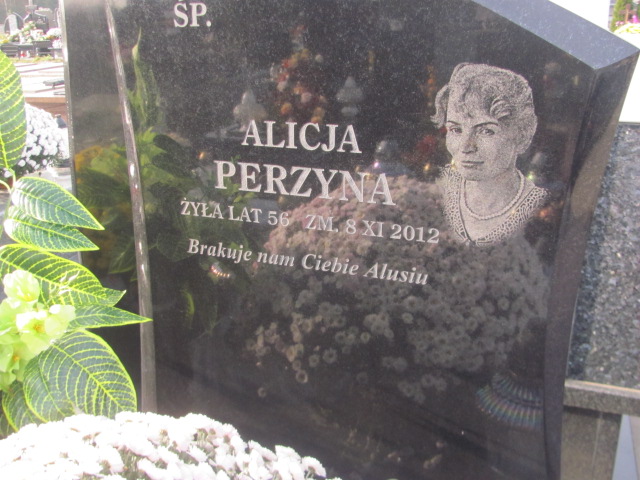 ŚP.
ALICJA
PERZYNA
ŻYŁA LAT 56 ZM. 8 XI 2012
Brakuje nam Ciebie Alusiu